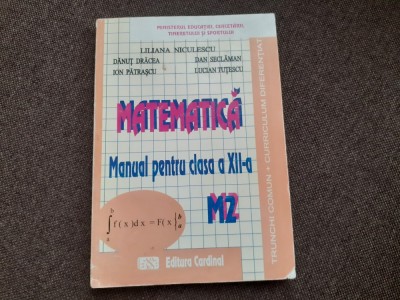 MINISTERUL EDUCAȚIEI, CERCETĂRII,
TINERETULUI ȘI SPORTULUI
LILIANA NICULESCU
DĂNUȚ DRĂCEA DAN SECLĂMAN
ION PĂTRAȘCU LUCIAN TUȚESCU
MATEMATICĂ
Manual pentru clasa a XII-a
M2
b
∫ f(x)dx = F(x)|
b
a
a
Editura Cardinal
TRUNCHI COMUN + CURRICULUM DIFERENȚIAT